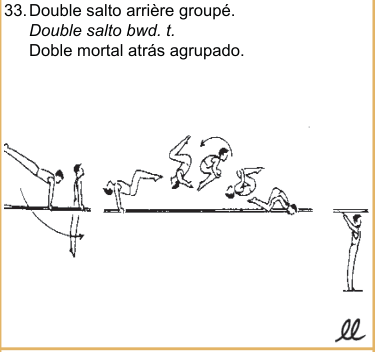 33. Double salto arrière groupé.
Double salto bwd. t.
Doble mortal atrás agrupado.